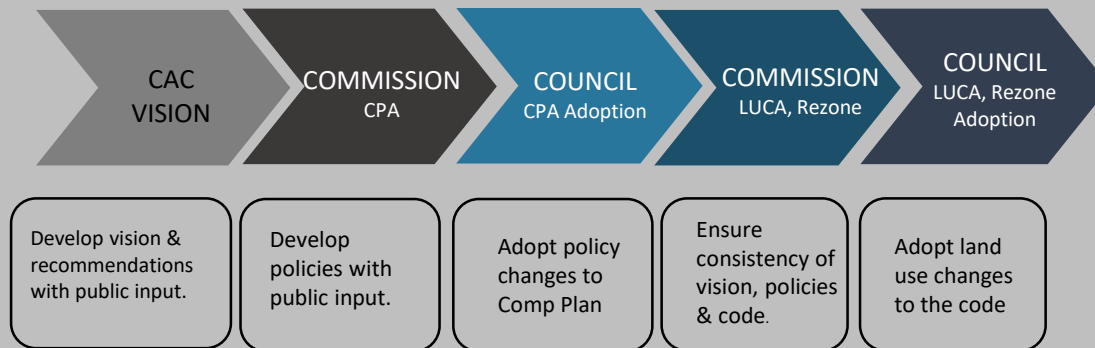 CAC
VISION
COMMISSION
CPA
COUNCIL
CPA Adoption
COMMISSION
LUCA, Rezone
COUNCIL
LUCA, Rezone
Adoption
Develop vision &
recommendations
with public input.
Develop
policies with
public input.
Adopt policy
changes to
Comp Plan
Ensure
consistency of
vision, policies
& code.
Adopt land
use changes
to the code